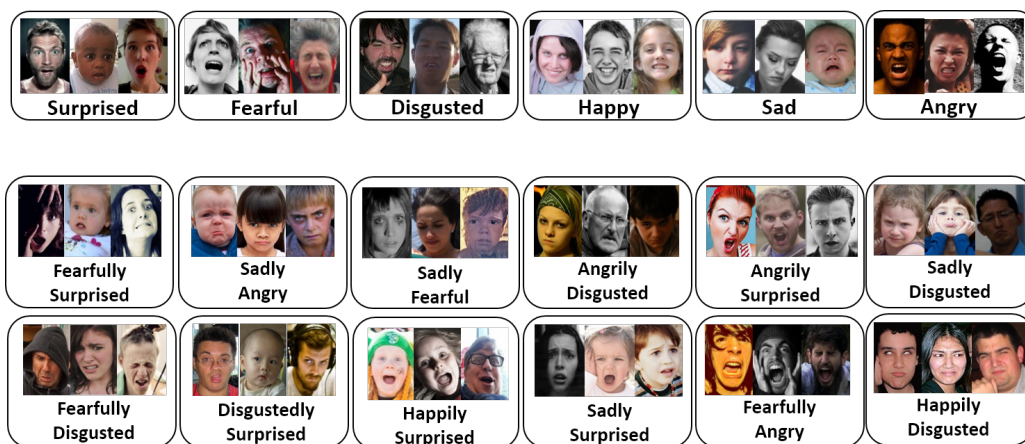 Surprised
Fearful
Disgusted
Happy
Sad
Angry
Fearfully
Surprised
Sadly
Angry
Sadly
Fearful
Angrily
Disgusted
Angrily
Surprised
Sadly
Disgusted
Fearfully
Disgusted
Disgustedly
Surprised
Happily
Surprised
Sadly
Surprised
Fearfully
Angry
Happily
Disgusted